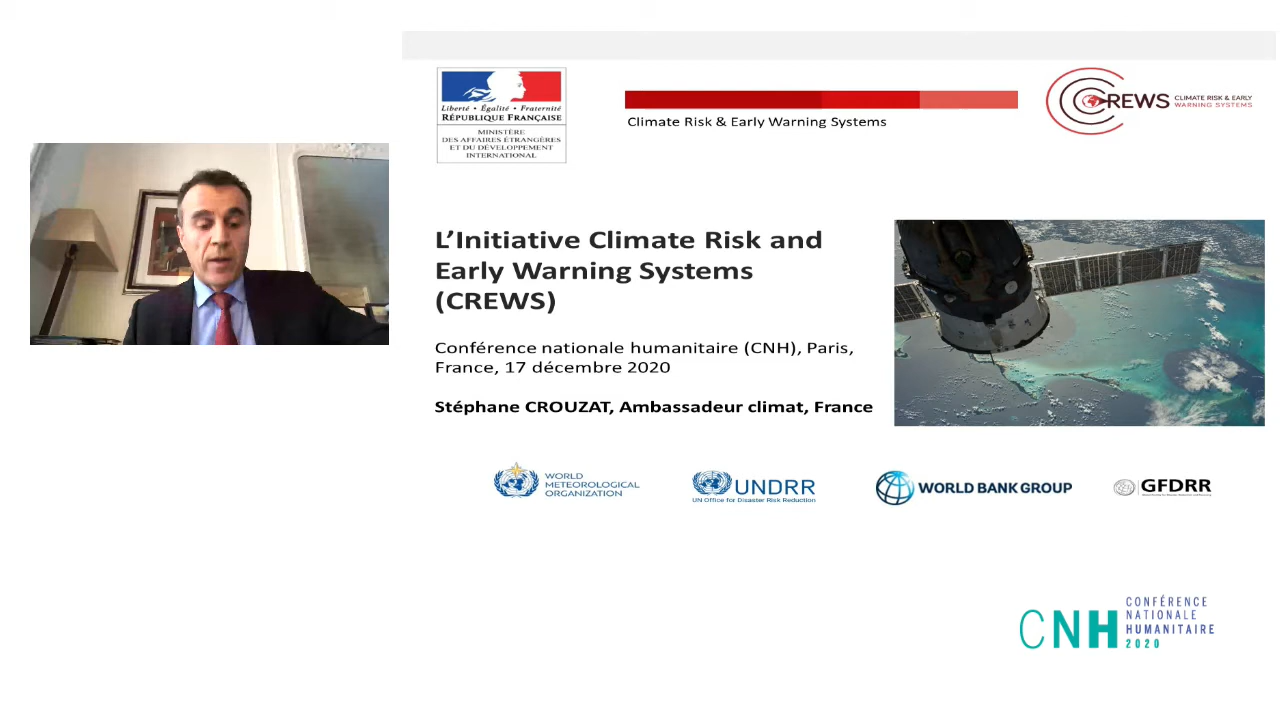 Liberté • Égalité • Fraternité
RÉPUBLIQUE FRANÇAISE
MINISTÈRE
DES AFFAIRES ÉTRANGÈRES
ET DU DÉVELOPPEMENT
INTERNATIONAL
Climate Risk & Early Warning Systems
CREWS
CLIMATE RISK & EARLY
WARNING SYSTEMS
L’Initiative Climate Risk and
Early Warning Systems
(CREWS)
Conférence nationale humanitaire (CNH), Paris,
France, 17 décembre 2020
Stéphane CROUZAT, Ambassadeur climat, France
WORLD
METEOROLOGICAL
ORGANIZATION
UNDRR
UN Office for Disaster Risk Reduction
WORLD BANK GROUP
GFDRR
CNH
CONFÉRENCE
NATIONALE
HUMANITAIRE
2020